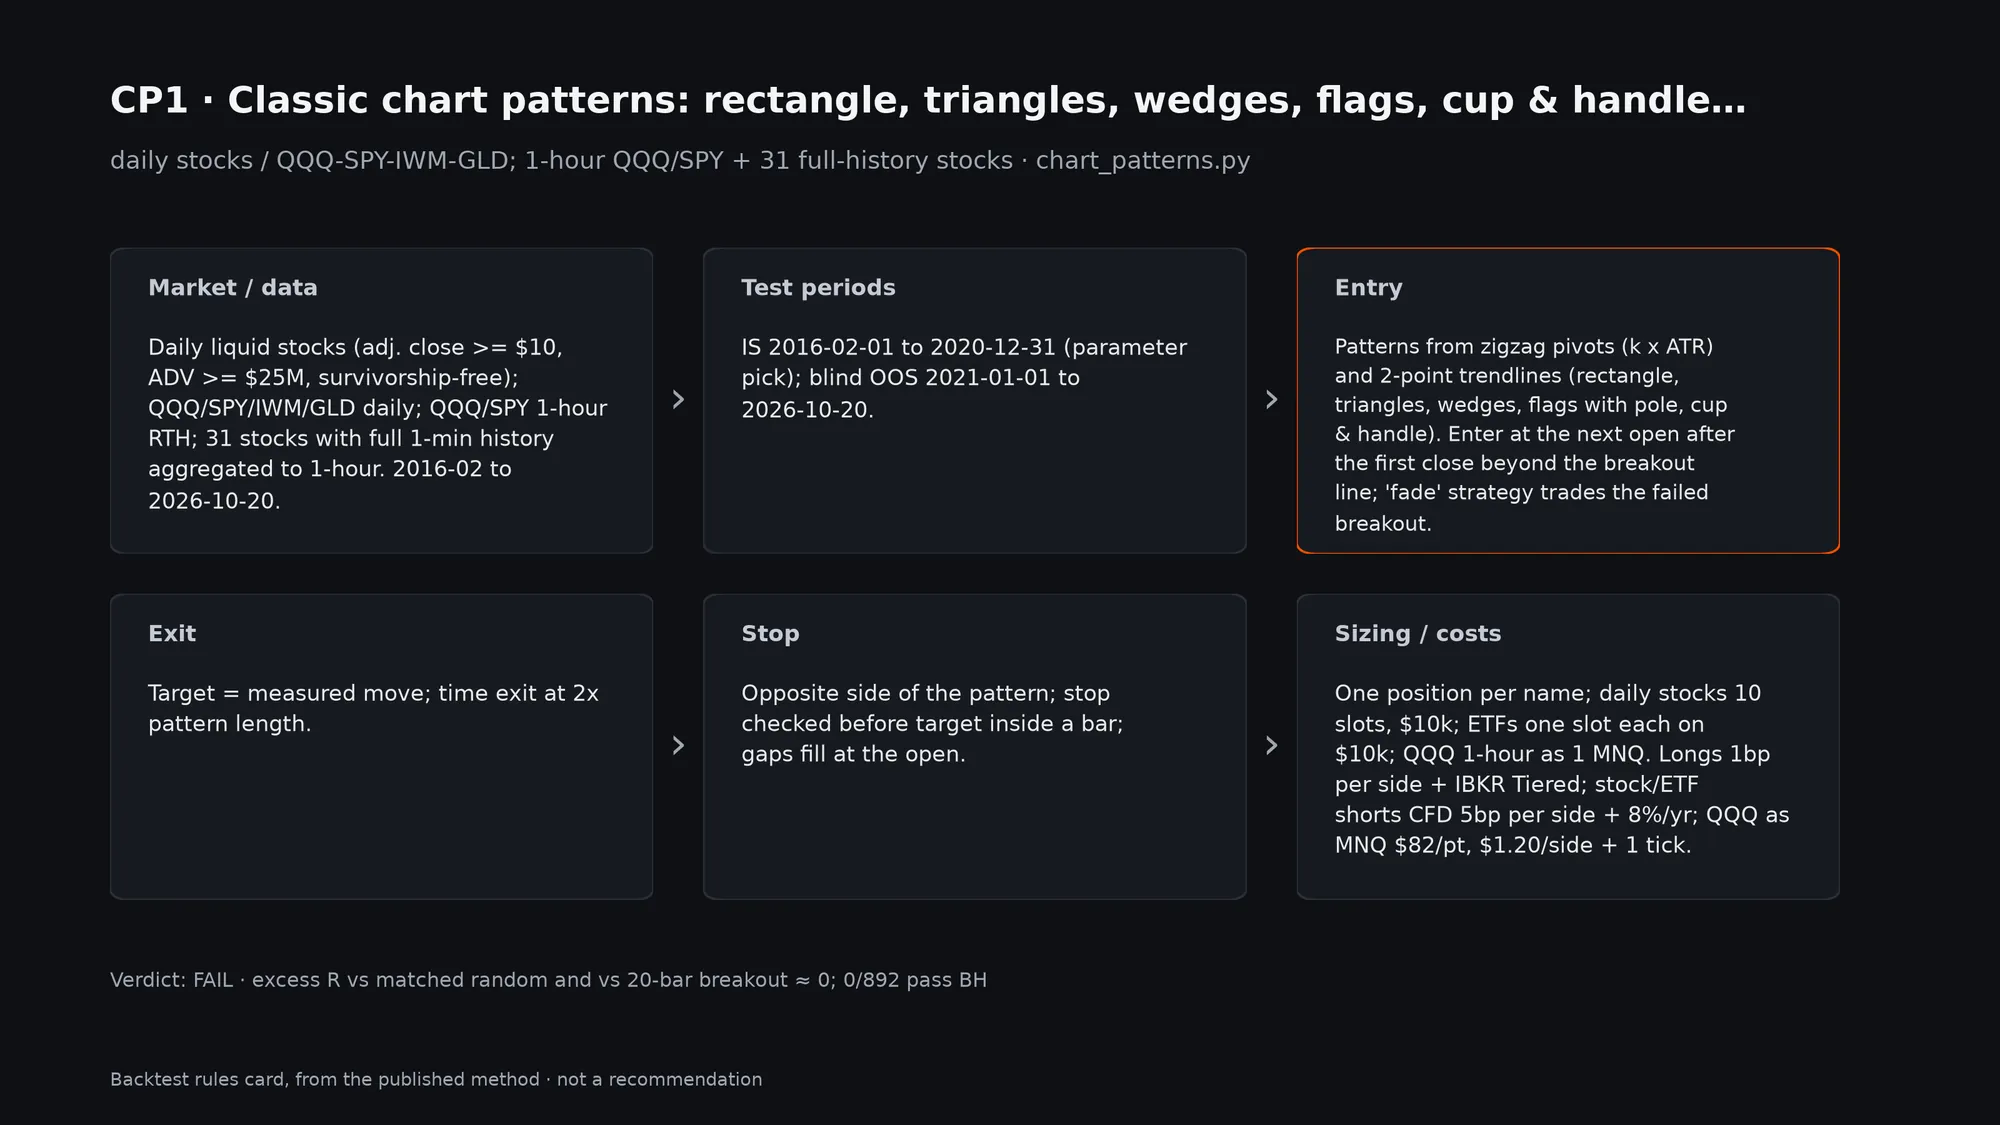 CP1 · Classic chart patterns: rectangle, triangles, wedges, flags, cup & handle…
daily stocks / QQQ-SPY-IWM-GLD; 1-hour QQQ/SPY + 31 full-history stocks · chart_patterns.py
Market / data
Daily liquid stocks (adj. close >= $10,
ADV >= $25M, survivorship-free);
QQQ/SPY/IWM/GLD daily; QQQ/SPY 1-hour
RTH; 31 stocks with full 1-min history
aggregated to 1-hour. 2016-02 to
2026-10-20.
Test periods
IS 2016-02-01 to 2020-12-31 (parameter
pick); blind OOS 2021-01-01 to
2026-10-20.
Entry
Patterns from zigzag pivots (k x ATR)
and 2-point trendlines (rectangle,
triangles, wedges, flags with pole, cup
& handle). Enter at the next open after
the first close beyond the breakout
line; 'fade' strategy trades the failed
breakout.
Exit
Target = measured move; time exit at 2x
pattern length.
Stop
Opposite side of the pattern; stop
checked before target inside a bar;
gaps fill at the open.
Sizing / costs
One position per name; daily stocks 10
slots, $10k; ETFs one slot each on
$10k; QQQ 1-hour as 1 MNQ. Longs 1bp
per side + IBKR Tiered; stock/ETF
shorts CFD 5bp per side + 8%/yr; QQQ as
MNQ $82/pt, $1.20/side + 1 tick.
Verdict: FAIL · excess R vs matched random and vs 20-bar breakout ≈ 0; 0/892 pass BH
Backtest rules card, from the published method · not a recommendation